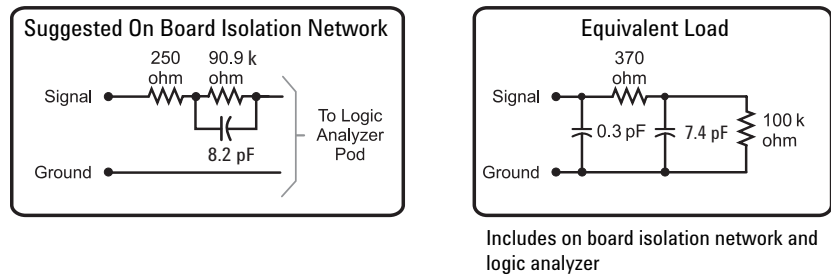 Suggested On Board Isolation Network
250 ohm
90.9 k ohm
Signal
8.2 pF
To Logic
Analyzer
Pod
Ground
Equivalent Load
370
ohm
Signal
0.3 pF
7.4 pF
100 k
ohm
Ground
Includes on board isolation network and
logic analyzer